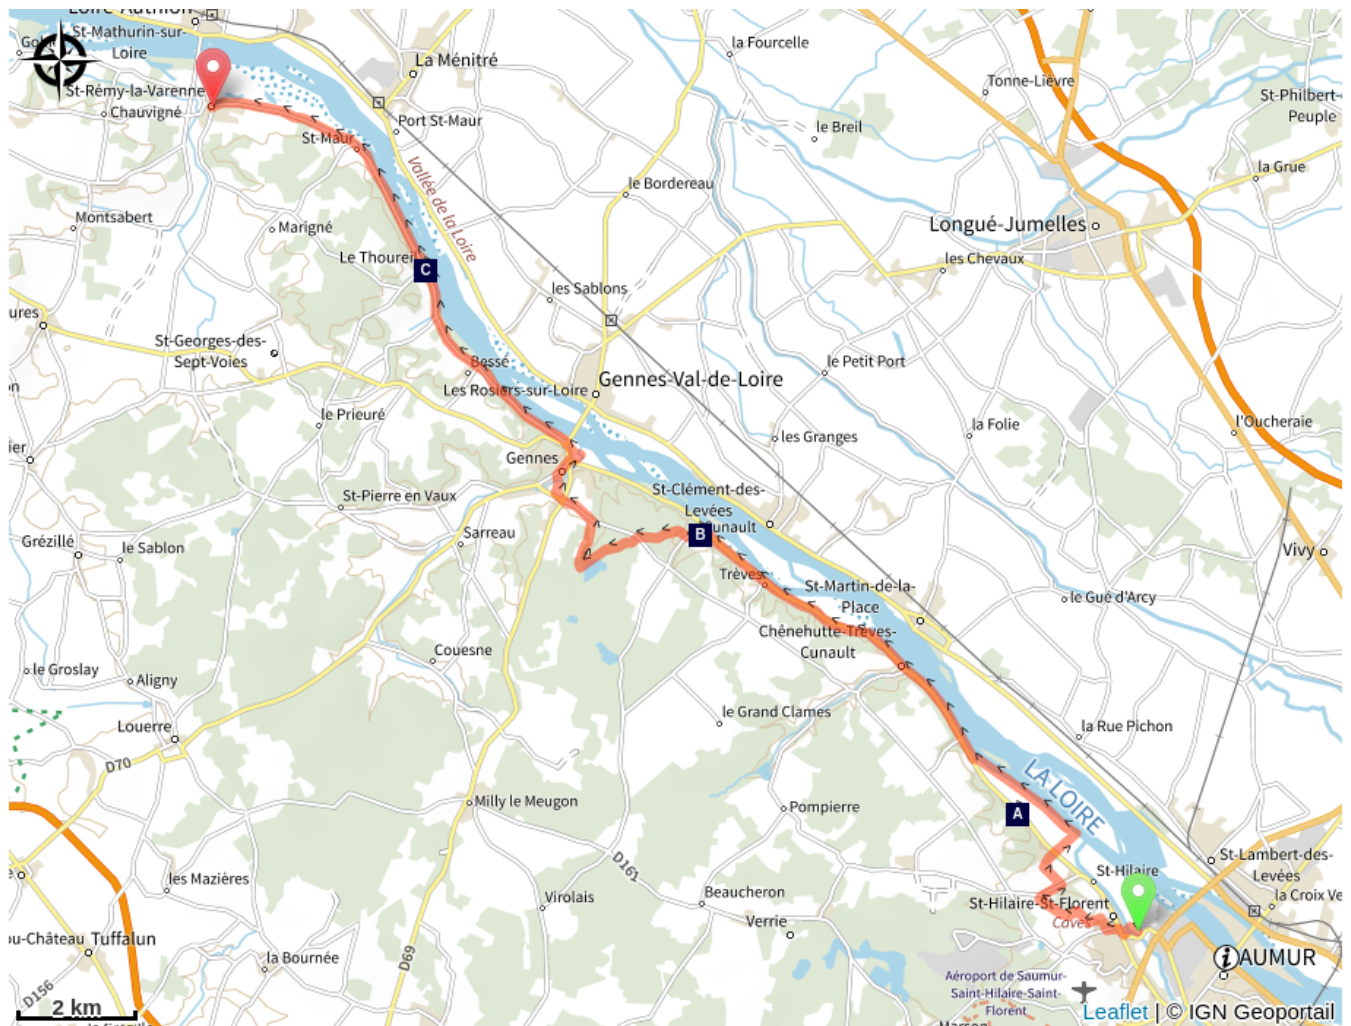 St-Mathurin-sur-
Loire
La Ménitré
la Fourcelle
Tonne-Lièvre
St-Rémy-la-Varenne
Chauvigné
Port St-Maur
St-Maur
le Breil
St-Philbert-
Peuple
la Grue
Vallée de la Loire
le Bordereau
Montsabert
Marigné
Longué-Jumelles
Le Thourei
C
les Chevaux
les Sablons
ures
St-Georges-des-
Sept-Voies
Bessé
le Petit Port
Les Rosiers-sur-Loire
Gennes-Val-de-Loire
le Prieuré
la Folie
l'Oucheraie
les Granges
ier
Gennes
St-Pierre en Vaux
St-Clément-des-
Levées
unault
B
Sarreau
Grézillé
le Sablon
Vivy
Trèves
St-Martin-de-la-
Place
le Gué d'Arcy
Chênehutte-Trèves-
Cunault
Couesne
le Groslay
Aligny
Louerre
le Grand Clames
la Rue Pichon
D70
LA LOIRE
Milly le Meugon
Pompierre
A
D161
St-Hilaire
St-Lambert-des-
Levées
les Mazières
Virolais
Beaucheron
la Croix Ve
St-Hilaire-St-Florent
Verrie
Caves
ou-Château
Tuffalun
la Bournée
D69
AUMUR
Aéroport de Saumur-
Saint-Hilaire-Saint-
Florent
D156
2 km
Leaflet | © IGN Geoportail